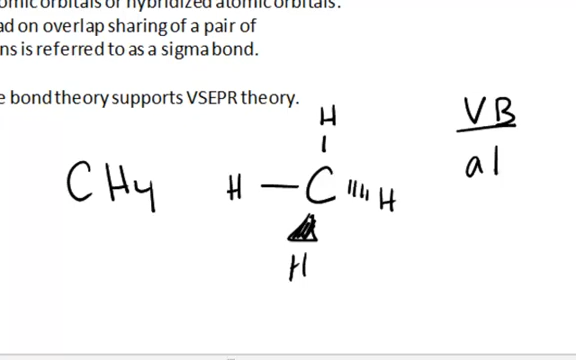 omic orbitals or hybridized atomic orbitals.
ad on overlap sharing of a pair of
ns is referred to as a sigma bond.
e bond theory supports VSEPR theory.
CH4
H
H — C H
H
VB
al